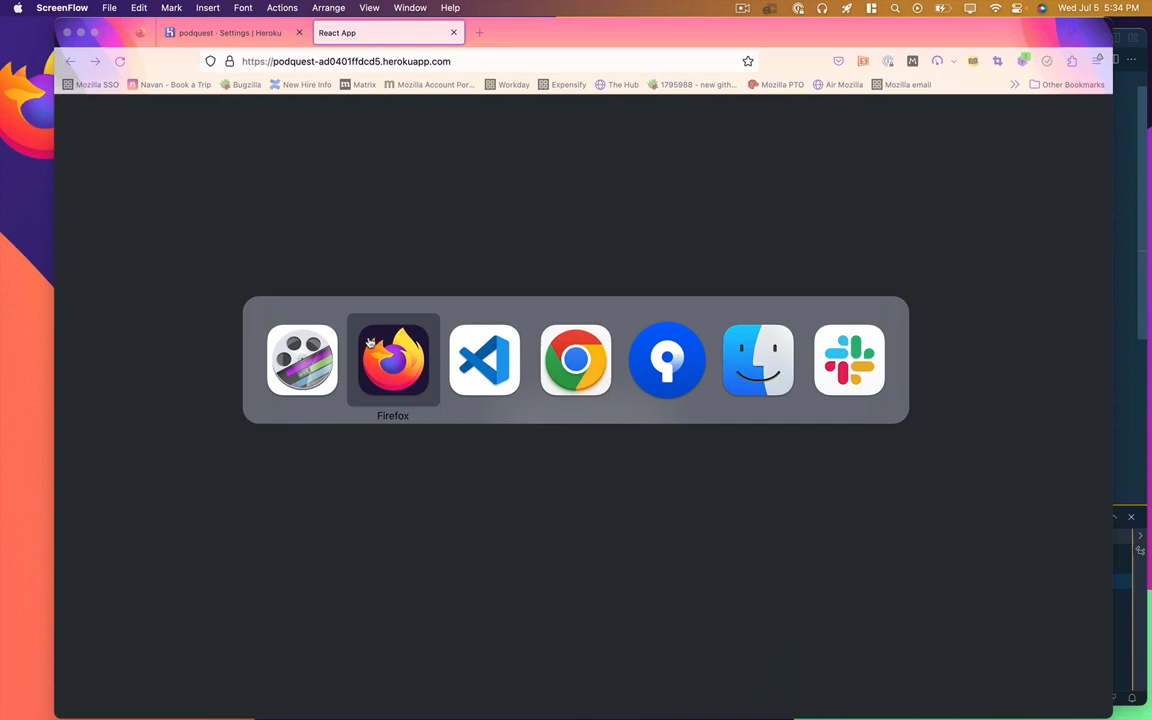 ScreenFlow File Edit Mark Insert Font Actions Arrange View Window Help Wed Jul 5 5:34 PM
podquest · Settings | Heroku React App
https://podquest-ad0401ffdcd5.herokuapp.com
Mozilla SSO Navan - Book a Trip Bugzilla New Hire Info Matrix Mozilla Account Por... Workday Expensify The Hub 1795988 - new gith... Mozilla PTO Air Mozilla Mozilla email Other Bookmarks
Firefox